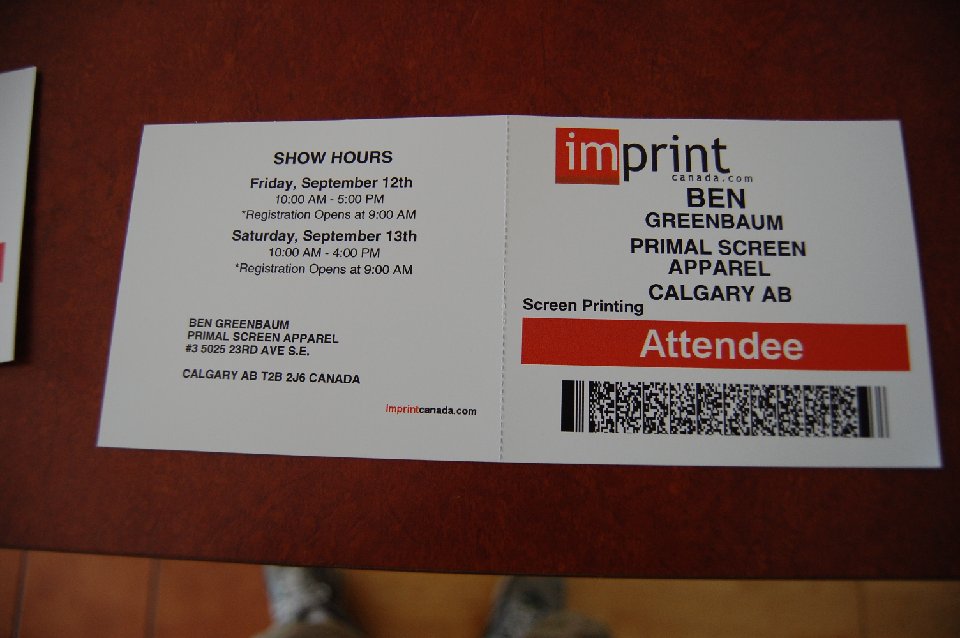 SHOW HOURS
Friday, September 12th
10:00 AM - 5:00 PM
*Registration Opens at 9:00 AM
Saturday, September 13th
10:00 AM - 4:00 PM
*Registration Opens at 9:00 AM
BEN GREENBAUM
PRIMAL SCREEN APPAREL
#3 5025 23RD AVE S.E.
CALGARY AB T2B 2J6 CANADA
imprintcanada.com
imprint
canada.com
BEN
GREENBAUM
PRIMAL SCREEN
APPAREL
CALGARY AB
Screen Printing
Attendee